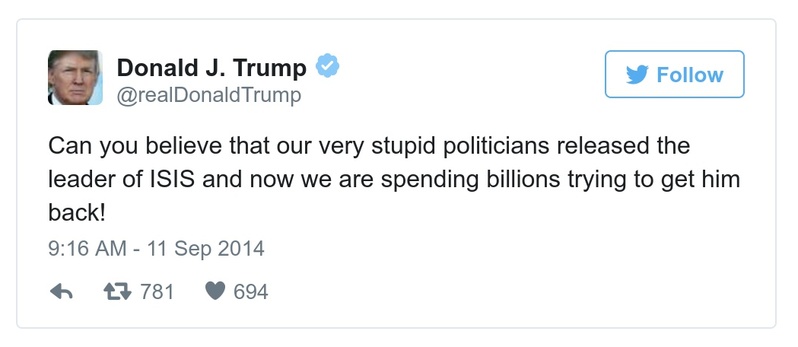 Donald J. Trump
@realDonaldTrump
Follow
Can you believe that our very stupid politicians released the
leader of ISIS and now we are spending billions trying to get him
back!
9:16 AM - 11 Sep 2014
781 694